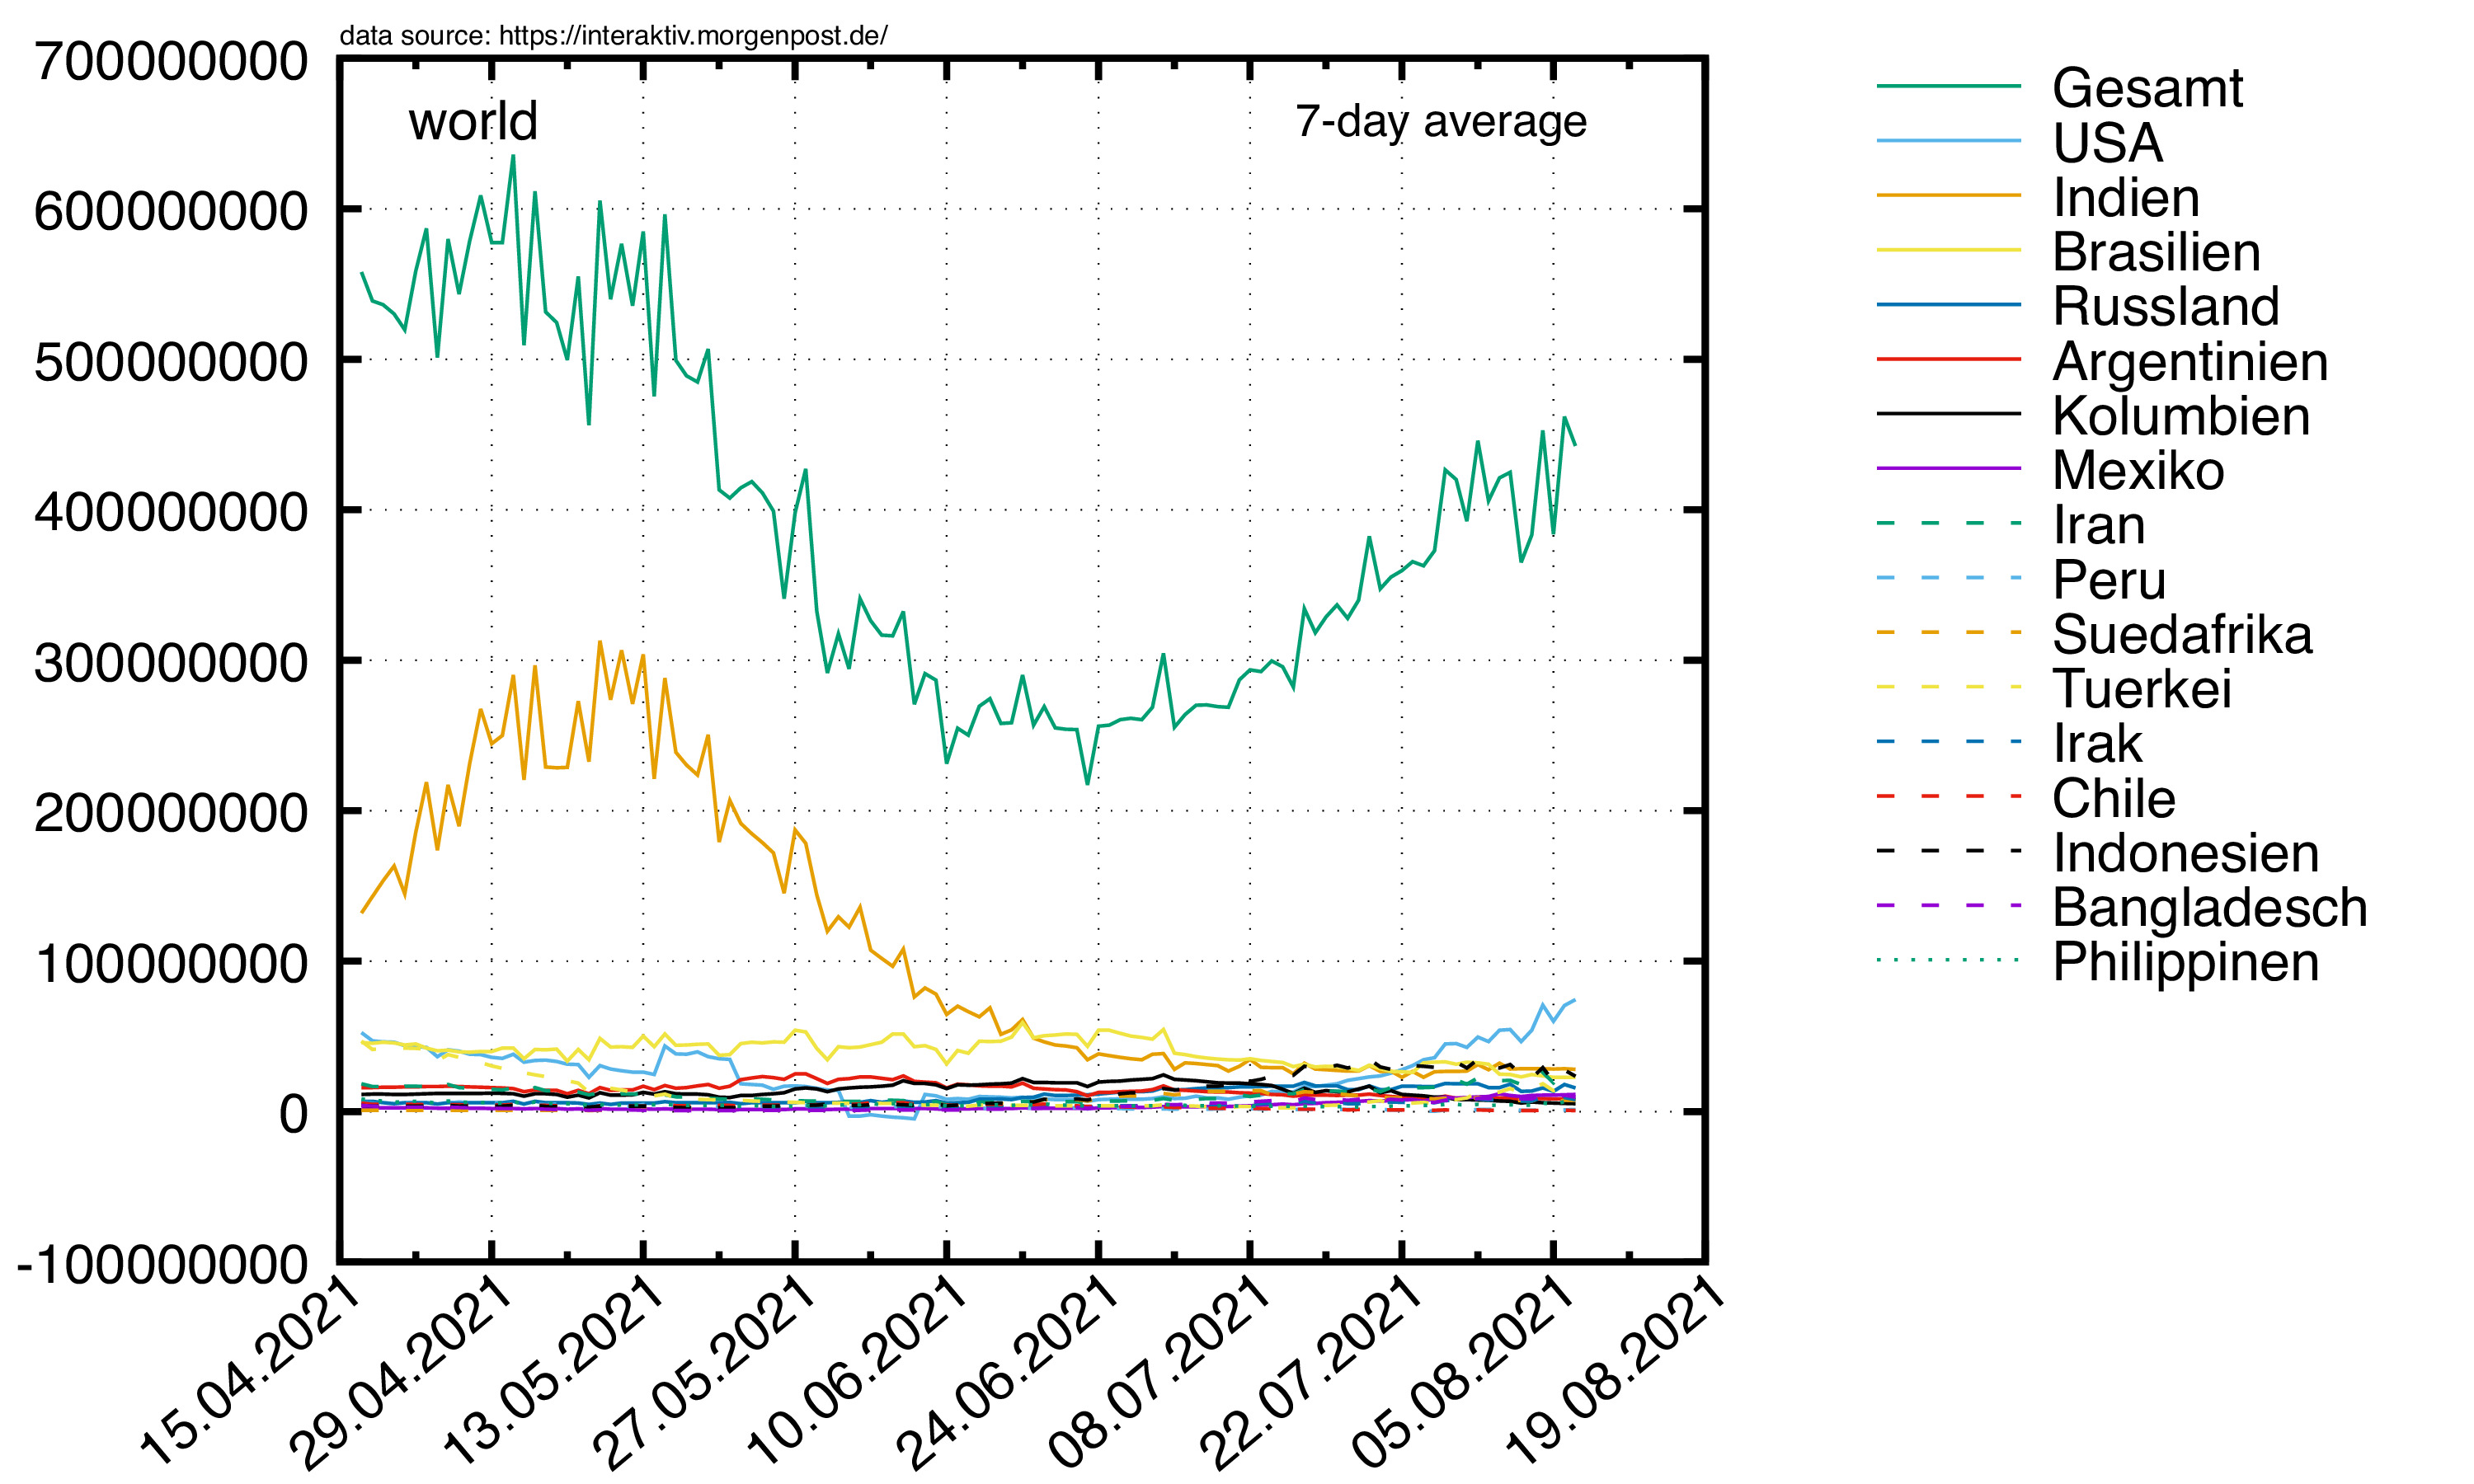 data source: https://interaktiv.morgenpost.de/
700000000
600000000
500000000
400000000
300000000
200000000
100000000
0
-100000000
world
7-day average
15.04.2021
29.04.2021
13.05.2021
27.05.2021
10.06.2021
24.06.2021
08.07.2021
22.07.2021
05.08.2021
19.08.2021
Gesamt
USA
Indien
Brasilien
Russland
Argentinien
Kolumbien
Mexiko
Iran
Peru
Suedafrika
Tuerkei
Irak
Chile
Indonesien
Bangladesch
Philippinen